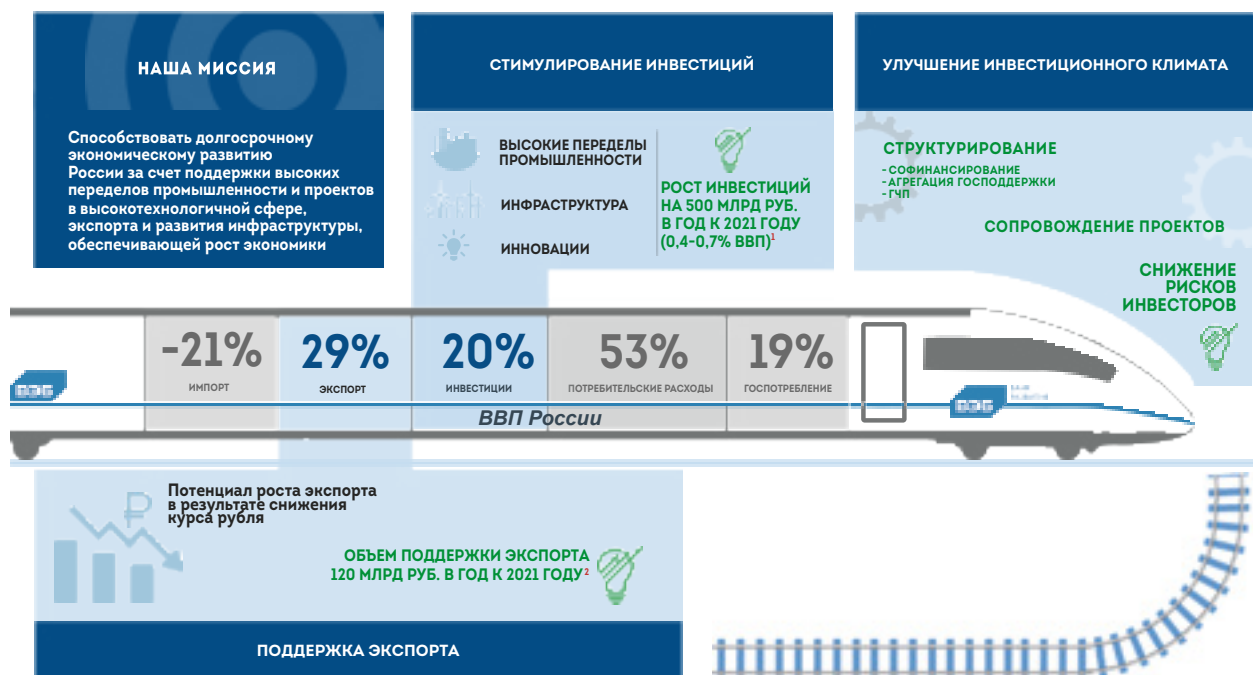 НАША МИССИЯ
Способствовать долгосрочному
экономическому развитию
России за счет поддержки высоких
переделов промышленности и проектов
в высокотехнологичной сфере,
экспорта и развития инфраструктуры,
обеспечивающей рост экономики
СТИМУЛИРОВАНИЕ ИНВЕСТИЦИЙ
ВЫСОКИЕ ПЕРЕДЕЛЫ
ПРОМЫШЛЕННОСТИ
ИНФРАСТРУКТУРА
ИННОВАЦИИ
РОСТ ИНВЕСТИЦИЙ
НА 500 МЛРД РУБ.
В ГОД К 2021 ГОДУ
(0,4-0,7% ВВП)1
УЛУЧШЕНИЕ ИНВЕСТИЦИОННОГО КЛИМАТА
СТРУКТУРИРОВАНИЕ
- СОФИНАНСИРОВАНИЕ
- АГРЕГАЦИЯ ГОСПОДДЕРЖКИ
- ГЧП
СОПРОВОЖДЕНИЕ ПРОЕКТОВ
СНИЖЕНИЕ
РИСКОВ
ИНВЕСТОРОВ
-21%
ИМПОРТ
29%
ЭКСПОРТ
20%
ИНВЕСТИЦИИ
53%
ПОТРЕБИТЕЛЬСКИЕ РАСХОДЫ
19%
ГОСПОТРЕБЛЕНИЕ
ВЭБ
ВЭБ
ВВП России
Потенциал роста экспорта
в результате снижения
курса рубля
ОБЪЕМ ПОДДЕРЖКИ ЭКСПОРТА
120 МЛРД РУБ. В ГОД К 2021 ГОДУ2
ПОДДЕРЖКА ЭКСПОРТА